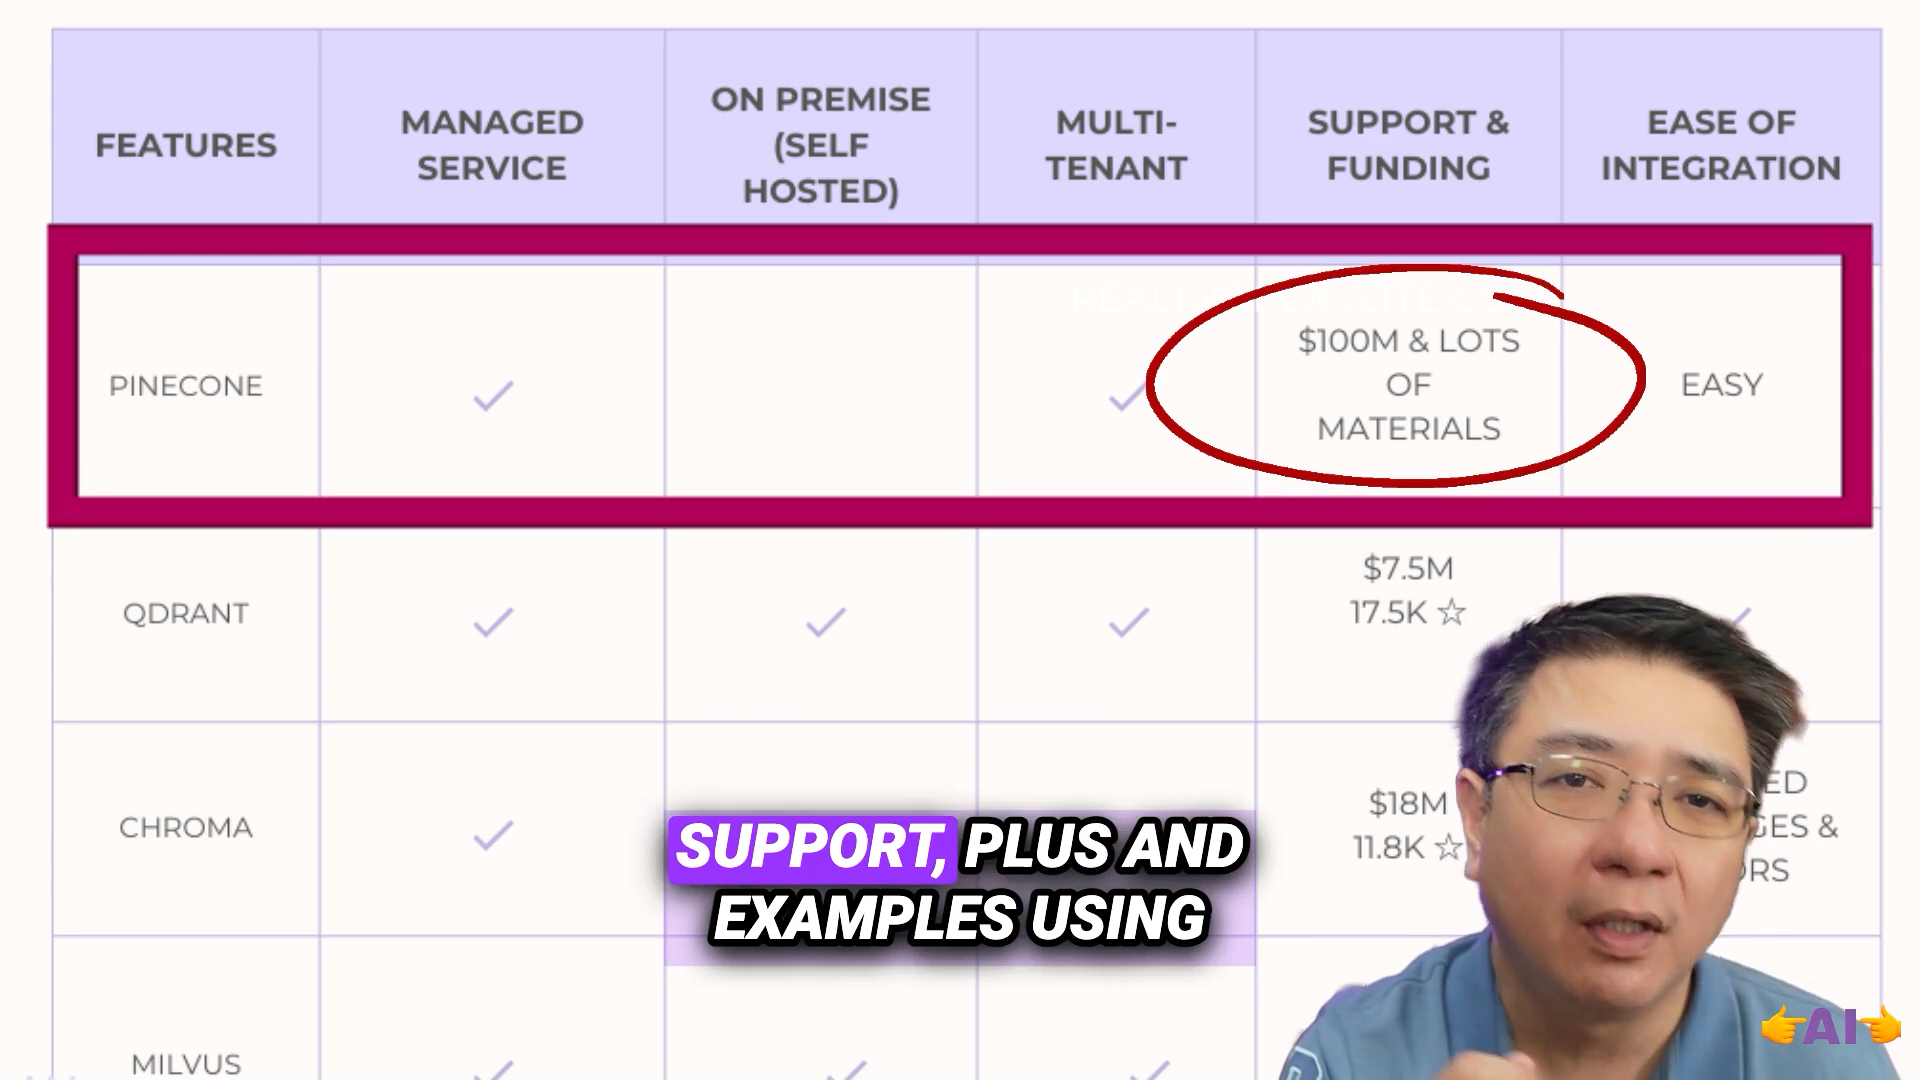 FEATURES
MANAGED
SERVICE
ON PREMISE
(SELF
HOSTED)
MULTI-
TENANT
SUPPORT &
FUNDING
EASE OF
INTEGRATION
PINECONE
$100M & LOTS
OF
MATERIALS
EASY
QDRANT
$7.5M
17.5K ☆
CHROMA
$18M
11.8K ☆
MILVUS
SUPPORT, PLUS AND
EXAMPLES USING
👉AI👈